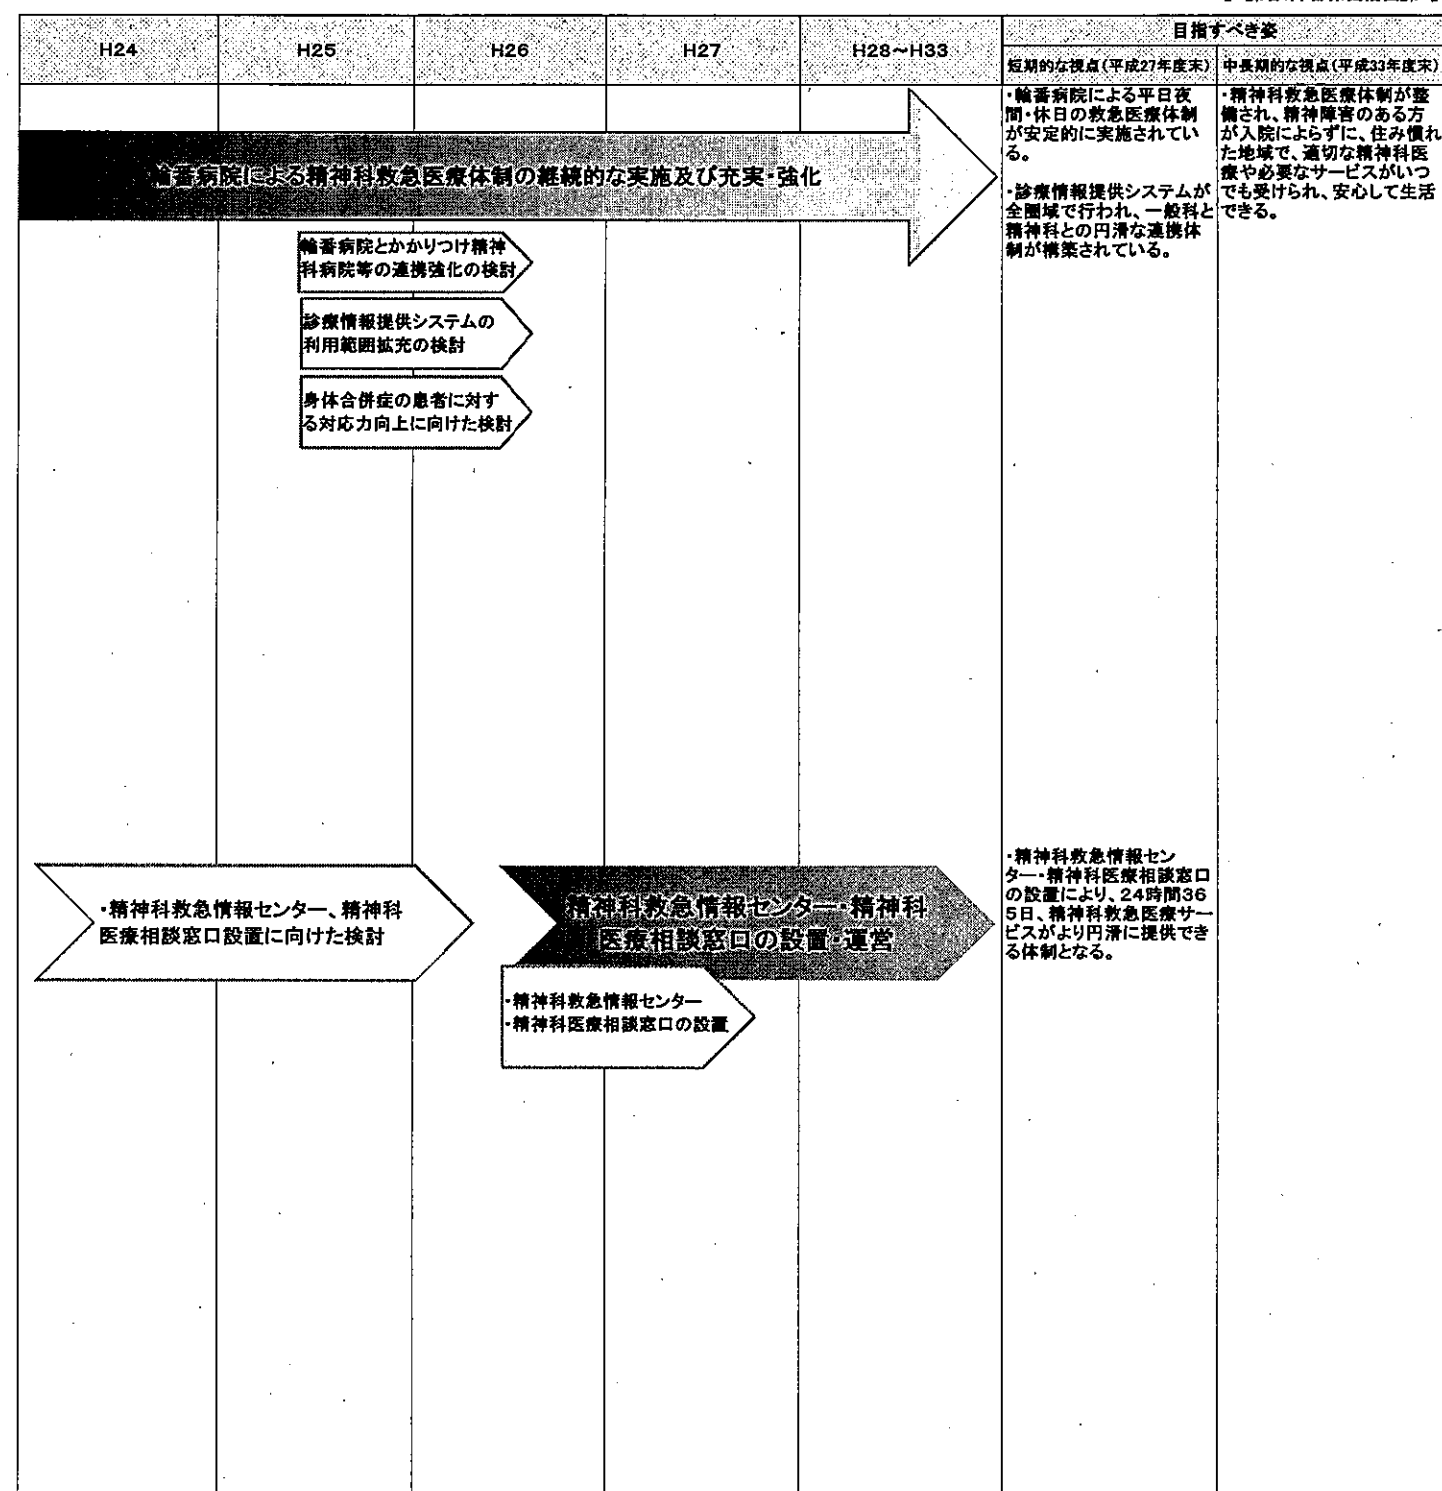 H24
H25
H26
H27
H28～H33
目指すべき姿
短期的な視点(平成27年度末)
中長期的な視点(平成33年度末)
輪番病院による精神科救急医療体制の継続的な実施及び充実・強化
輪番病院とかかりつけ精神
科病院等の連携強化の検討
診療情報提供システムの
利用範囲拡充の検討
身体合併症の患者に対す
る対応力向上に向けた検討
・輪番病院による平日夜
間・休日の救急医療体制
が安定的に実施されてい
る。
・診療情報提供システムが
全圏域で行われ、一般科と
精神科との円滑な連携体
制が構築されている。
・精神科救急医療体制が整
備され、精神障害のある方
が入院によらずに、住み慣れ
た地域で、適切な精神科医
療や必要なサービスがいつ
でも受けられ、安心して生活
できる。
・精神科救急情報センター、精神科
医療相談窓口設置に向けた検討
精神科救急情報センター・精神科
医療相談窓口の設置・運営
・精神科救急情報センター
・精神科医療相談窓口の設置
・精神科救急情報セン
ター・精神科医療相談窓口
の設置により、24時間36
5日、精神科救急医療サー
ビスがより円滑に提供でき
る体制となる。